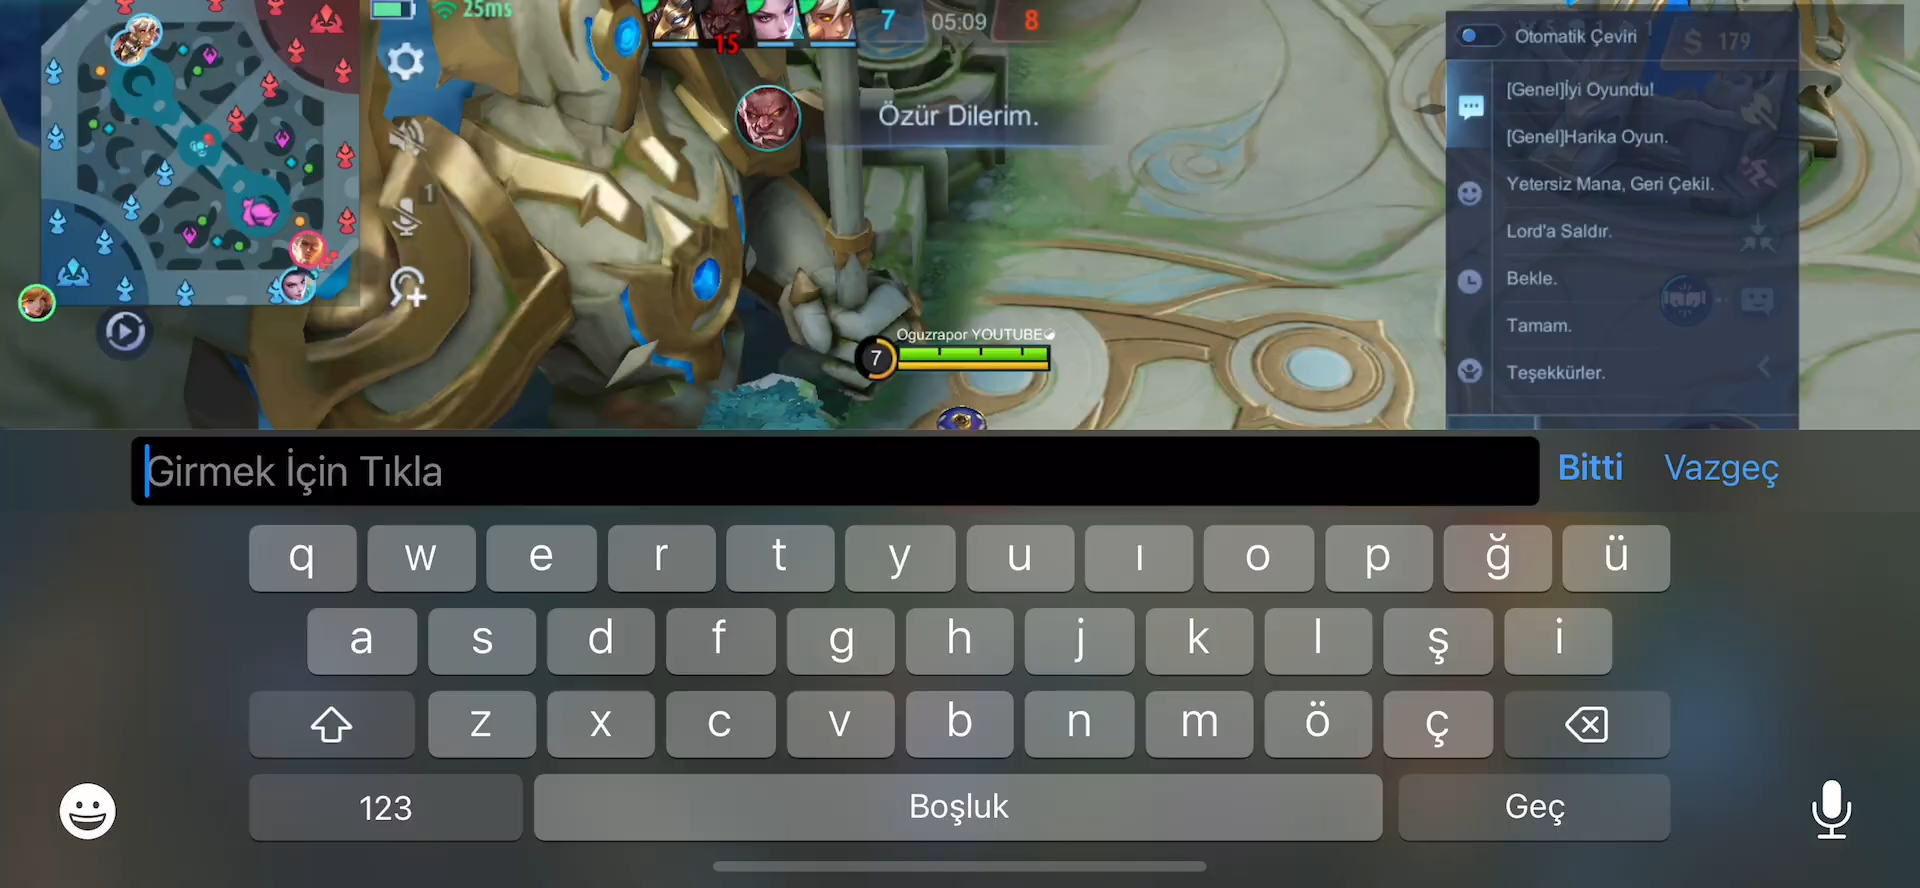 25ms
15
7
05:09
8
Otomatik Çeviri
$ 179
[Genel]İyi Oyundu!
[Genel]Harika Oyun.
Yetersiz Mana, Geri Çekil.
Lord'a Saldır.
Bekle.
Tamam.
Teşekkürler.
Özür Dilerim.
1
Oguzrapor YOUTUBE
7
Girmek İçin Tıkla
Bitti
Vazgeç
q w e r t y u ı o p ğ ü
a s d f g h j k l ş i
z x c v b n m ö ç
123
Boşluk
Geç